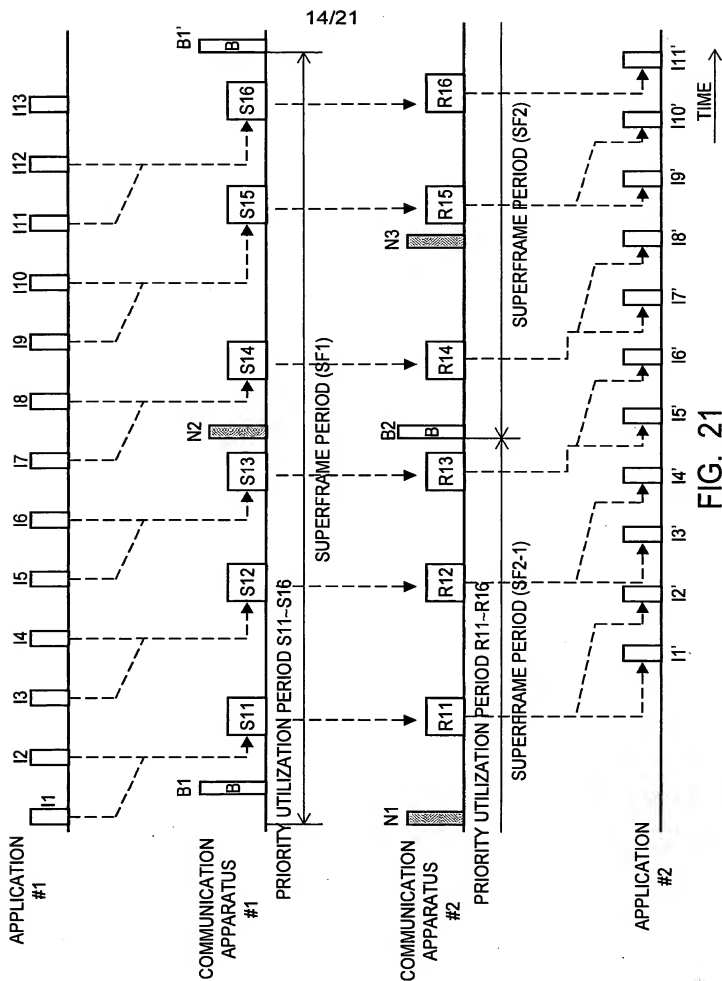 14/21
APPLICATION
#1
I1
I2
I3
I4
I5
I6
I7
I8
I9
I10
I11
I12
I13
COMMUNICATION
APPARATUS
#1
B1
B
S11
S12
S13
N2
S14
S15
S16
B1'
B
PRIORITY UTILIZATION PERIOD S11~S16
SUPERFRAME PERIOD (SF1)
COMMUNICATION
APPARATUS
#2
N1
R11
R12
R13
B2
B
R14
N3
R15
R16
PRIORITY UTILIZATION PERIOD R11~R16
SUPERFRAME PERIOD (SF2-1)
SUPERFRAME PERIOD (SF2)
APPLICATION
#2
I1'
I2'
I3'
I4'
I5'
I6'
I7'
I8'
I9'
I10'
I11'
TIME
FIG. 21